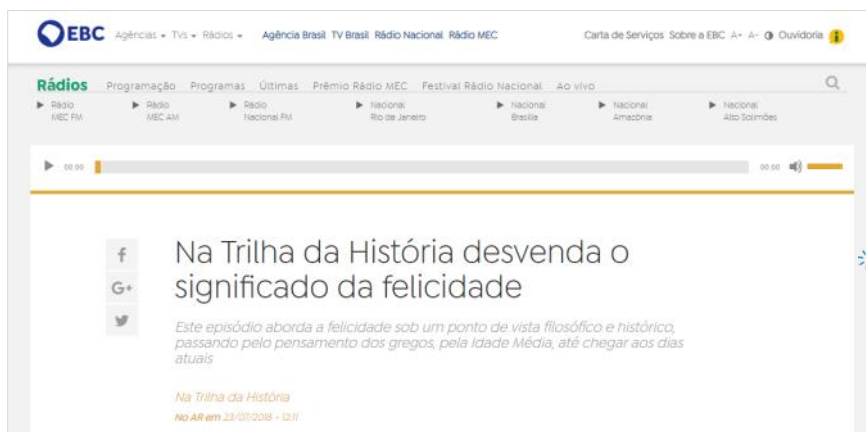 EBC Agências TVs Rádios Agência Brasil TV Brasil Rádio Nacional Rádio MEC Carta de Serviços Sobre a EBC A+ A- Ouvidoria i
Rádios Programação Programas Últimas Prêmio Rádio MEC Festival Rádio Nacional Ao vivo
Rádio MEC FM Rádio MEC AM Rádio Nacional FM Nacional Rio de Janeiro Nacional Brasília Nacional Amazônia Nacional Alto Solimões
00:00 00:00
f Na Trilha da História desvenda o
G+ significado da felicidade
Este episódio aborda a felicidade sob um ponto de vista filosófico e histórico,
passando pelo pensamento dos gregos, pela Idade Média, até chegar aos dias
atuais
Na Trilha da História
No AR em 23/07/2018 - 12:11